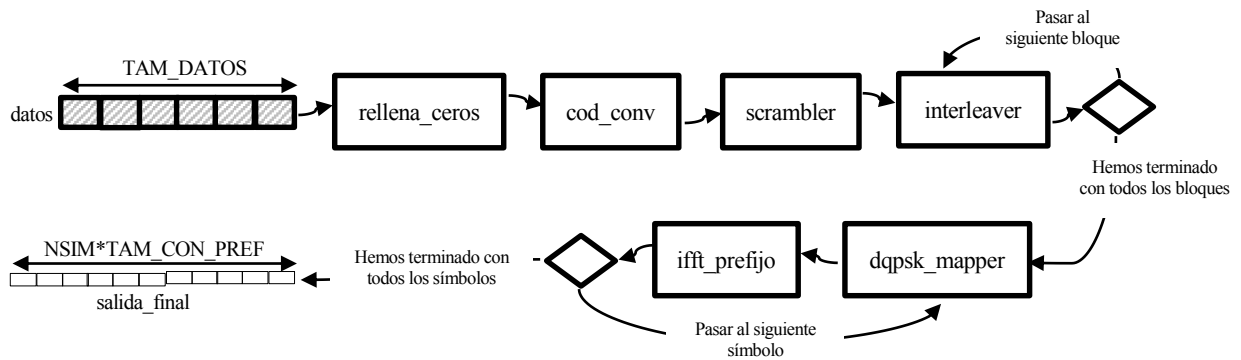 Pasar al
siguiente bloque
TAM_DATOS
datos
rellena_ceros
cod_conv
scrambler
interleaver
Hemos terminado
con todos los bloques
NSIM*TAM_CON_PREF
salida_final
Hemos terminado con
todos los símbolos
ifft_prefijo
dqpsk_mapper
Pasar al siguiente
símbolo